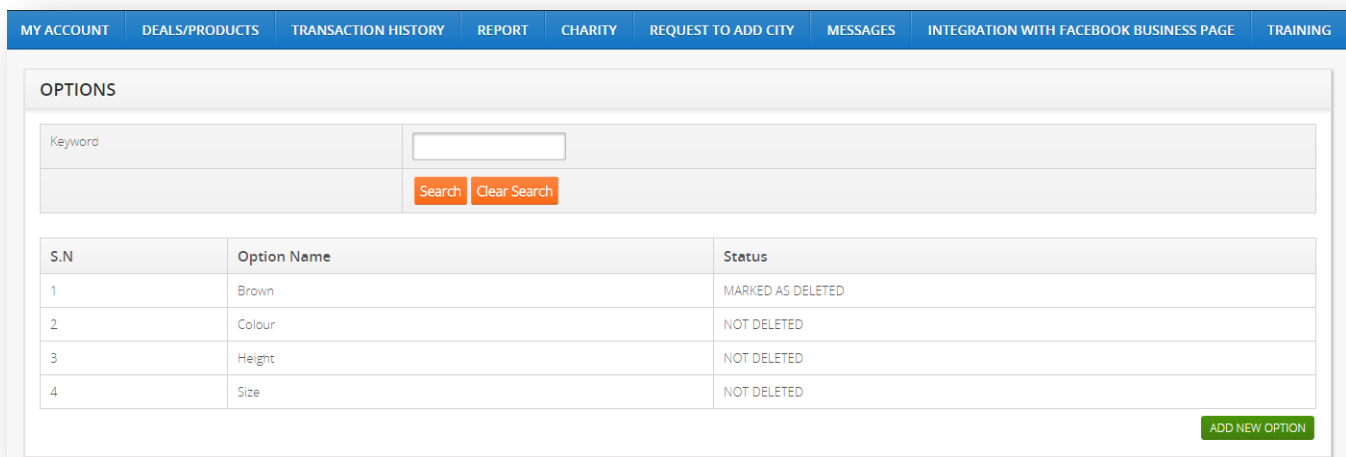 MY ACCOUNT DEALS/PRODUCTS TRANSACTION HISTORY REPORT CHARITY REQUEST TO ADD CITY MESSAGES INTEGRATION WITH FACEBOOK BUSINESS PAGE TRAINING
OPTIONS
Keyword
Search Clear Search
S.N Option Name Status
1 Brown MARKED AS DELETED
2 Colour NOT DELETED
3 Height NOT DELETED
4 Size NOT DELETED
ADD NEW OPTION